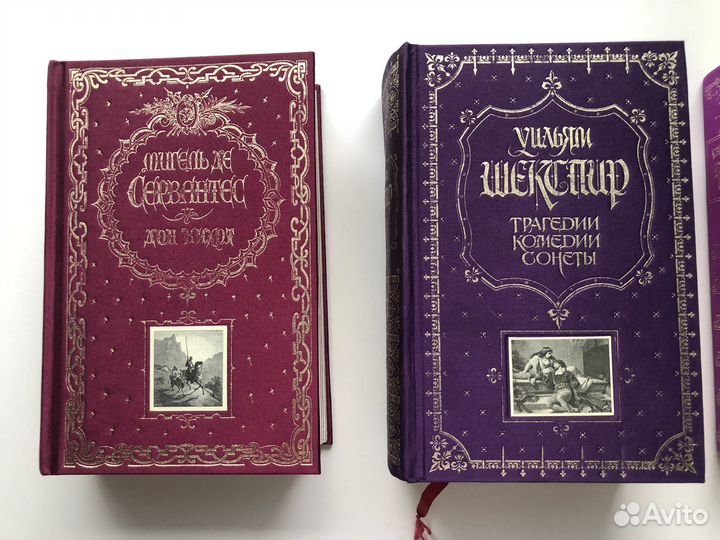 Мигель де
Сервантес
Дон Кихот
Уильям
Шекспир
Трагедии
Комедии
Сонеты
Avito